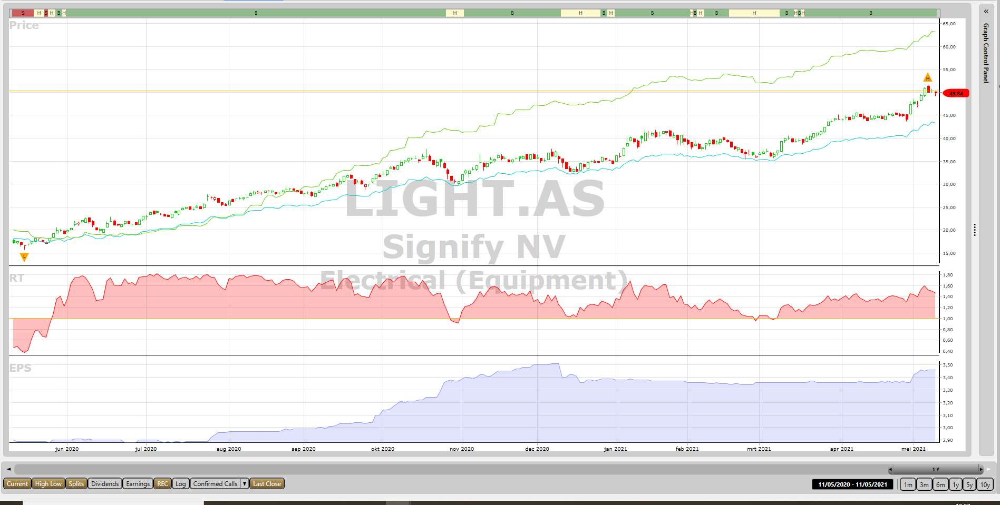 S H S H B H B H B H B H B H B H B H B H B H B
Price
65,00
60,00
55,00
H
49,84
45,00
40,00
35,00
30,00
25,00
20,00
15,00
L
LIGHT.AS
Signify NV
Electrical (Equipment)
RT
1,80
1,60
1,40
1,20
1,00
0,80
0,60
0,40
EPS
3,50
3,40
3,30
3,20
3,10
3,00
2,90
jun 2020 jul 2020 aug 2020 sep 2020 okt 2020 nov 2020 dec 2020 jan 2021 feb 2021 mrt 2021 apr 2021 mei 2021
«
Graph Control Panel
1 Y
Current High Low Splits Dividends Earnings REC Log Confirmed Calls Last Close
11/05/2020 - 11/05/2021 1m 3m 6m 1y 5y 10y